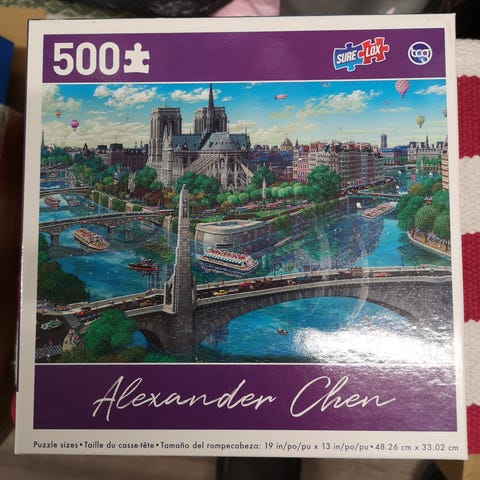 500
SURE LOX
tcg
Alexander Chen
Puzzle sizes • Taille du casse-tête • Tamaño del rompecabeza: 19 in/po/pu x 13 in/po/pu • 48.26 cm x 33.02 cm